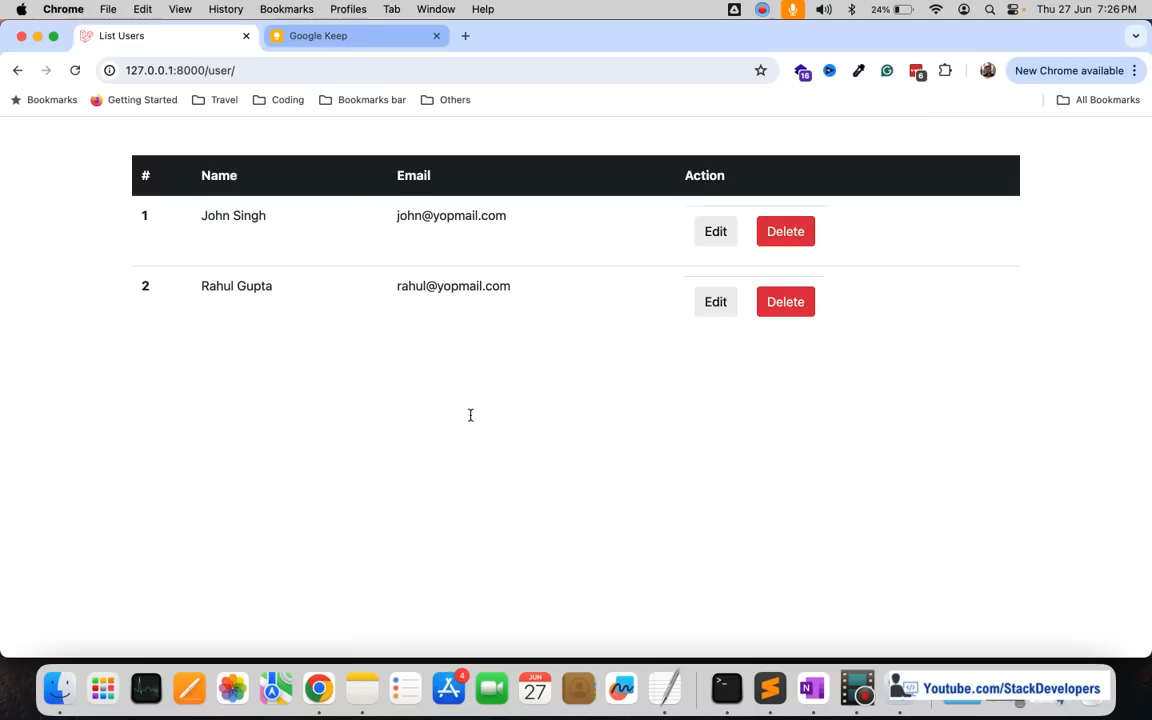 Chrome File Edit View History Bookmarks Profiles Tab Window Help 24% Thu 27 Jun 7:26 PM
List Users Google Keep
127.0.0.1:8000/user/ 16 6 New Chrome available
Bookmarks Getting Started Travel Coding Bookmarks bar Others All Bookmarks
# Name Email Action
1 John Singh john@yopmail.com Edit Delete
2 Rahul Gupta rahul@yopmail.com Edit Delete
4
JUN
27
Youtube.com/StackDevelopers